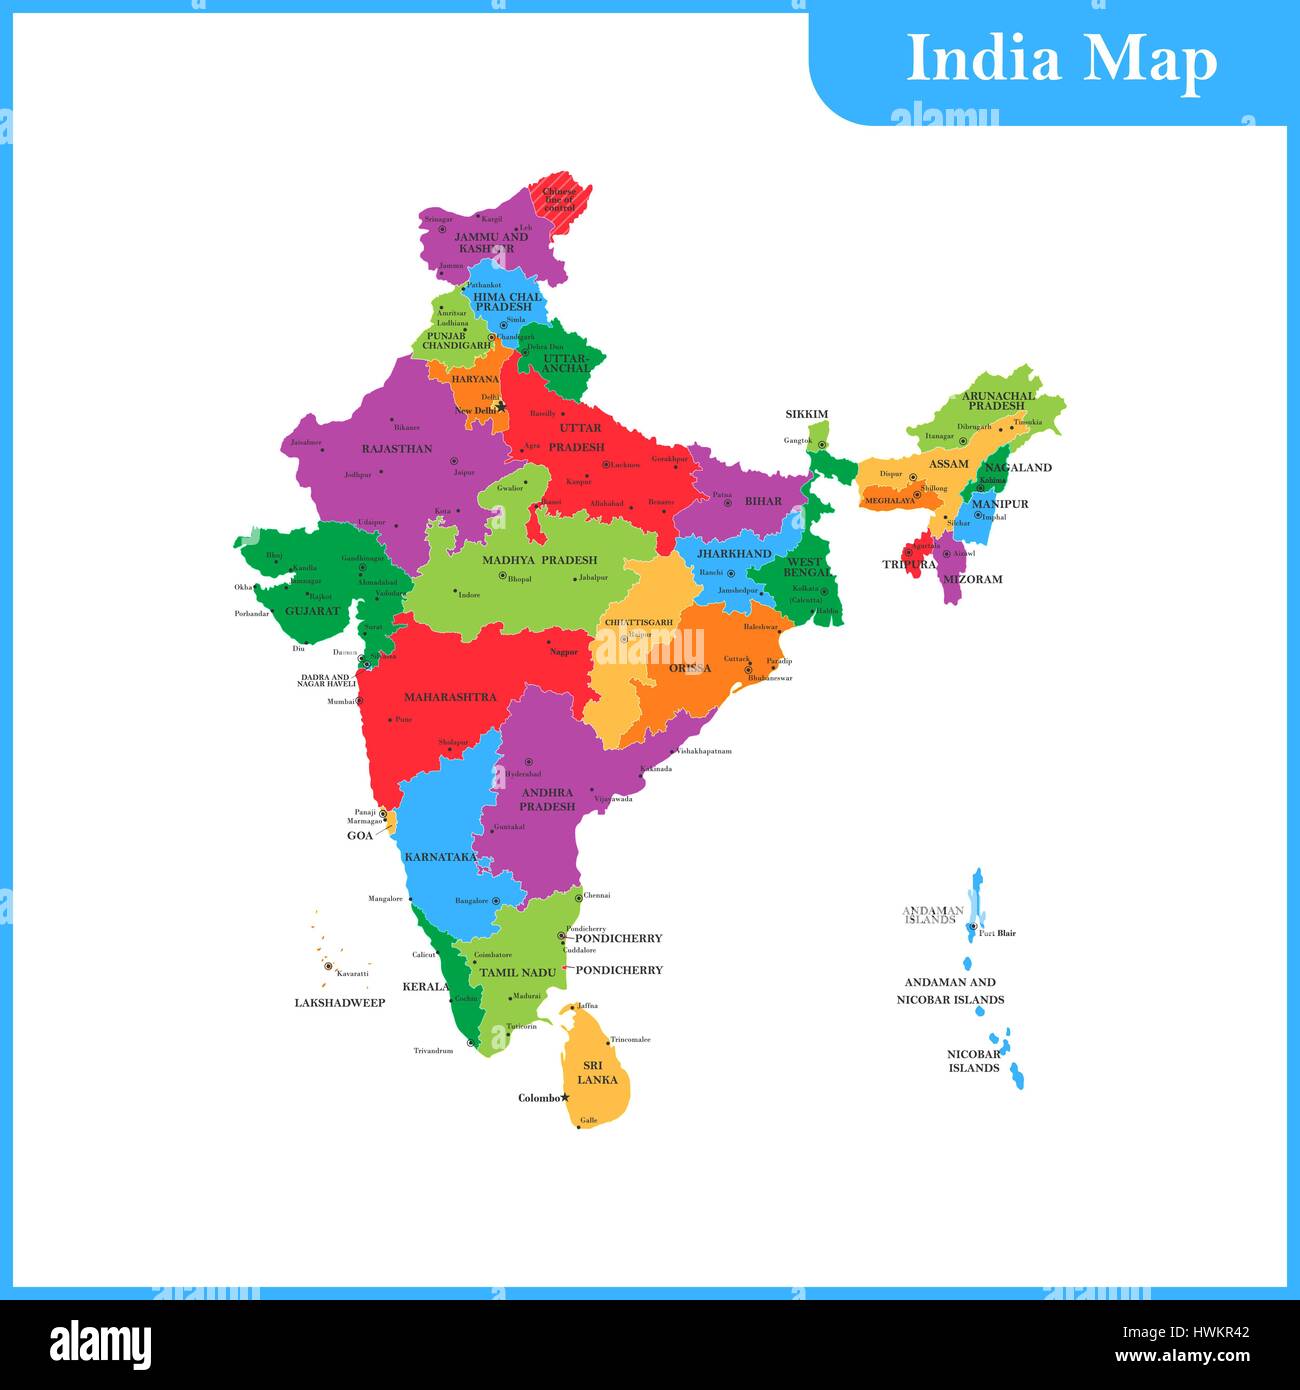 India Map
Chinese
line of
control
Srinagar
Kargil
Leh
JAMMU AND
KASHMIR
Jammu
Pathankot
HIMA CHAL
PRADESH
Simla
Amritsar
Ludhiana
PUNJAB
CHANDIGARH
Chandigarh
Dehra Dun
UTTAR-
ANCHAL
HARYANA
Delhi
New Delhi
Bareilly
UTTAR
PRADESH
Agra
Lucknow
Gorakhpur
Kanpur
Allahabad
Benares
Bikaner
Jaisalmer
RAJASTHAN
Jodhpur
Jaipur
Kota
Udaipur
Gwalior
Jhansi
SIKKIM
Gangtok
ARUNACHAL
PRADESH
Dibrugarh
Tinsukia
Itanagar
ASSAM
NAGALAND
Dispur
Kohima
Shillong
MEGHALAYA
MANIPUR
Imphal
Silchar
Agartala
TRIPURA
Aizawl
MIZORAM
Patna
BIHAR
JHARKHAND
Ranchi
Jamshedpur
WEST
BENGAL
Kolkata
(Calcutta)
Haldia
MADHYA PRADESH
Bhopal
Jabalpur
Indore
Bhuj
Kandla
Gandhinagar
Ahmadabad
Okha
Jamnagar
Rajkot
Vadodara
Porbandar
GUJARAT
Surat
Diu
Daman
Silvassa
DADRA AND
NAGAR HAVELI
CHHATTISGARH
Raipur
Baleshwar
ORISSA
Cuttack
Paradip
Bhubaneswar
Nagpur
MAHARASHTRA
Mumbai
Pune
Sholapur
Vishakhapatnam
Kakinada
Hyderabad
ANDHRA
PRADESH
Vijayawada
Guntakal
Panaji
Marmagao
GOA
KARNATAKA
Mangalore
Bangalore
Chennai
Pondicherry
PONDICHERRY
Cuddalore
PONDICHERRY
Calicut
Coimbatore
TAMIL NADU
KERALA
Cochin
Madurai
Tuticorin
Trivandrum
Kavaratti
LAKSHADWEEP
Jaffna
Trincomalee
SRI
LANKA
Colombo
Galle
ANDAMAN
ISLANDS
Port Blair
ANDAMAN AND
NICOBAR ISLANDS
NICOBAR
ISLANDS
alamy
Image ID: HWKR42
www.alamy.com